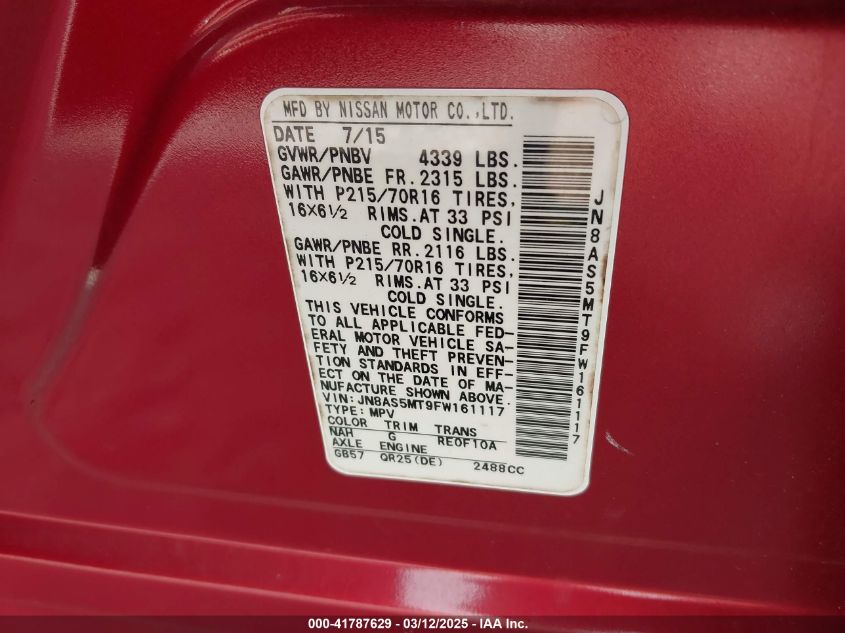 MFD BY NISSAN MOTOR CO.,LTD.
DATE 7/15
GVWR/PNBV 4339 LBS.
GAWR/PNBE FR. 2315 LBS.
WITH P215/70R16 TIRES,
16X6½ RIMS. AT 33 PSI
COLD SINGLE.
GAWR/PNBE RR. 2116 LBS.
WITH P215/70R16 TIRES,
16X6½ RIMS. AT 33 PSI
COLD SINGLE.
THIS VEHICLE CONFORMS
TO ALL APPLICABLE FED-
ERAL MOTOR VEHICLE SA-
FETY AND THEFT PREVEN-
TION STANDARDS IN EFF-
ECT ON THE DATE OF MA-
NUFACTURE SHOWN ABOVE.
VIN: JN8AS5MT9FW161117
TYPE: MPV
COLOR TRIM TRANS
NAH G RE0F10A
AXLE ENGINE
GB57 QR25(DE) 2488CC
JN8AS5MT9FW161117
000-41787629 - 03/12/2025 - IAAI Inc.